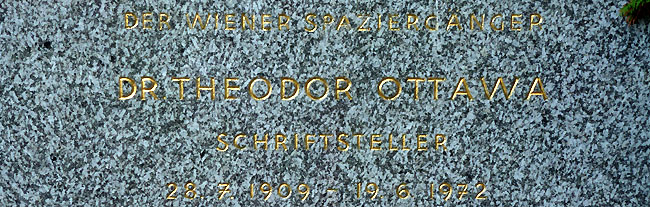 DER WIENER SPAZIERGÄNGER
DR. THEODOR OTTAWA
SCHRIFTSTELLER
28. 7. 1909 – 19. 6. 1972